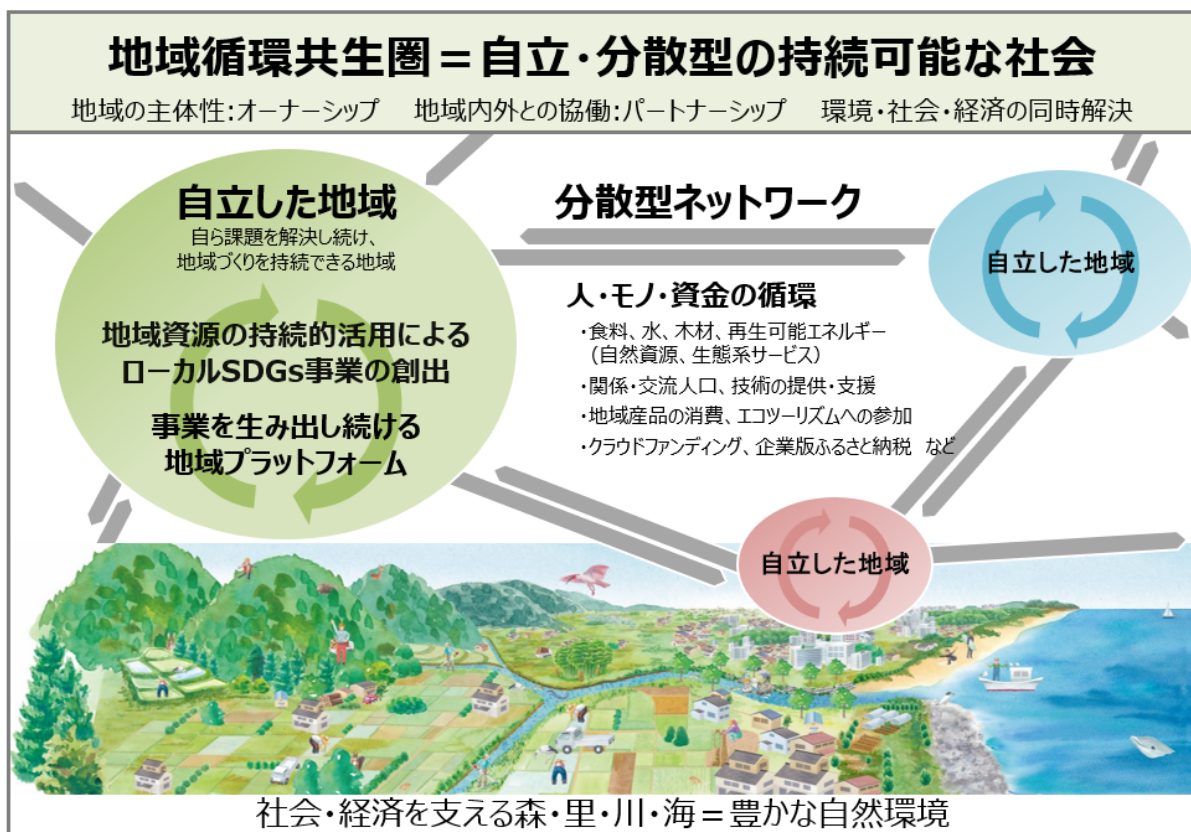 地域循環共生圏＝自立・分散型の持続可能な社会
地域の主体性:オーナーシップ　地域内外との協働:パートナーシップ　環境・社会・経済の同時解決
自立した地域
自ら課題を解決し続け、
地域づくりを持続できる地域
地域資源の持続的活用による
ローカルSDGs事業の創出
事業を生み出し続ける
地域プラットフォーム
分散型ネットワーク
人・モノ・資金の循環
・食料、水、木材、再生可能エネルギー
（自然資源、生態系サービス）
・関係・交流人口、技術の提供・支援
・地域産品の消費、エコツーリズムへの参加
・クラウドファンディング、企業版ふるさと納税　など
自立した地域
自立した地域
社会・経済を支える森・里・川・海＝豊かな自然環境